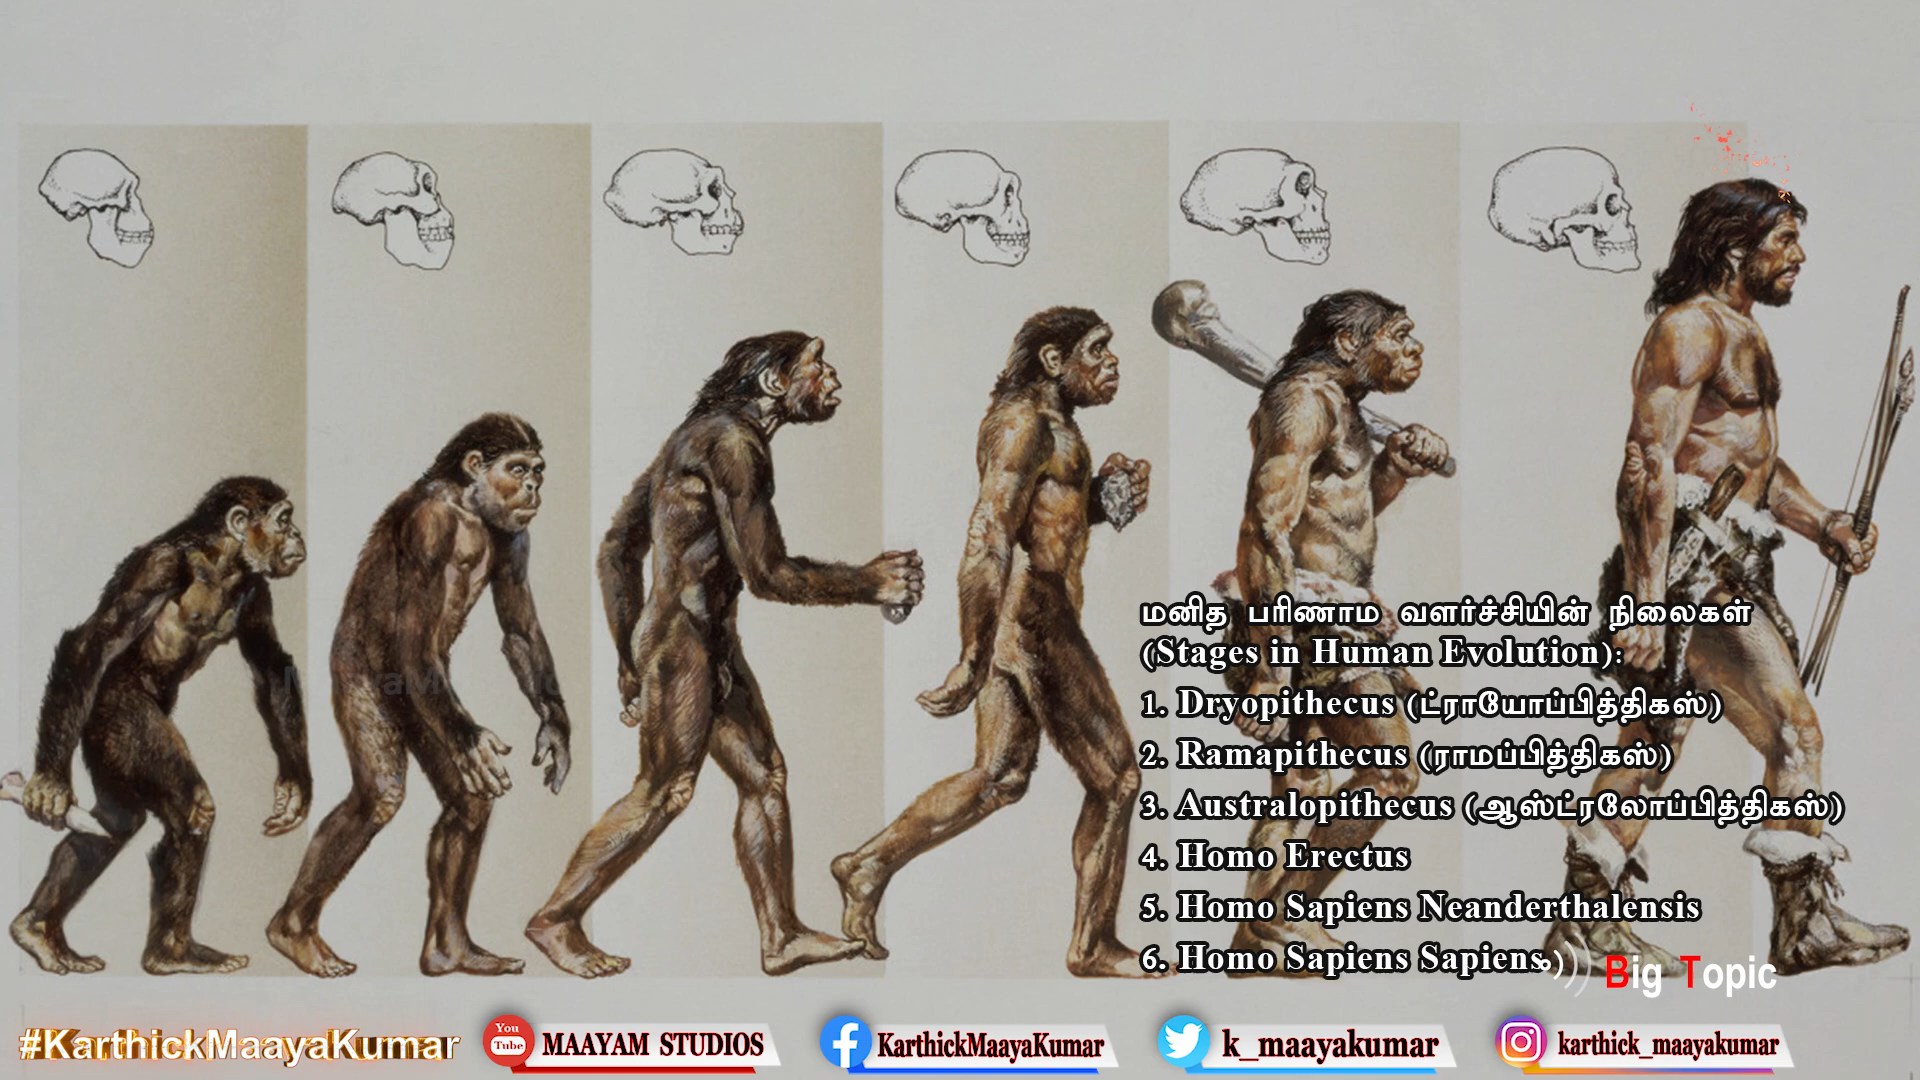 மனித பரிணாம வளர்ச்சியின் நிலைகள்
(Stages in Human Evolution):
1. Dryopithecus (ட்ராயோப்பித்திகஸ்)
2. Ramapithecus (ராமப்பித்திகஸ்)
3. Australopithecus (ஆஸ்ட்ரலோப்பித்திகஸ்)
4. Homo Erectus
5. Homo Sapiens Neanderthalensis
6. Homo Sapiens Sapiens
Big Topic
#KarthickMaayaKumar
You
Tube
MAAYAM STUDIOS
KarthickMaayaKumar
k_maayakumar
karthick_maayakumar